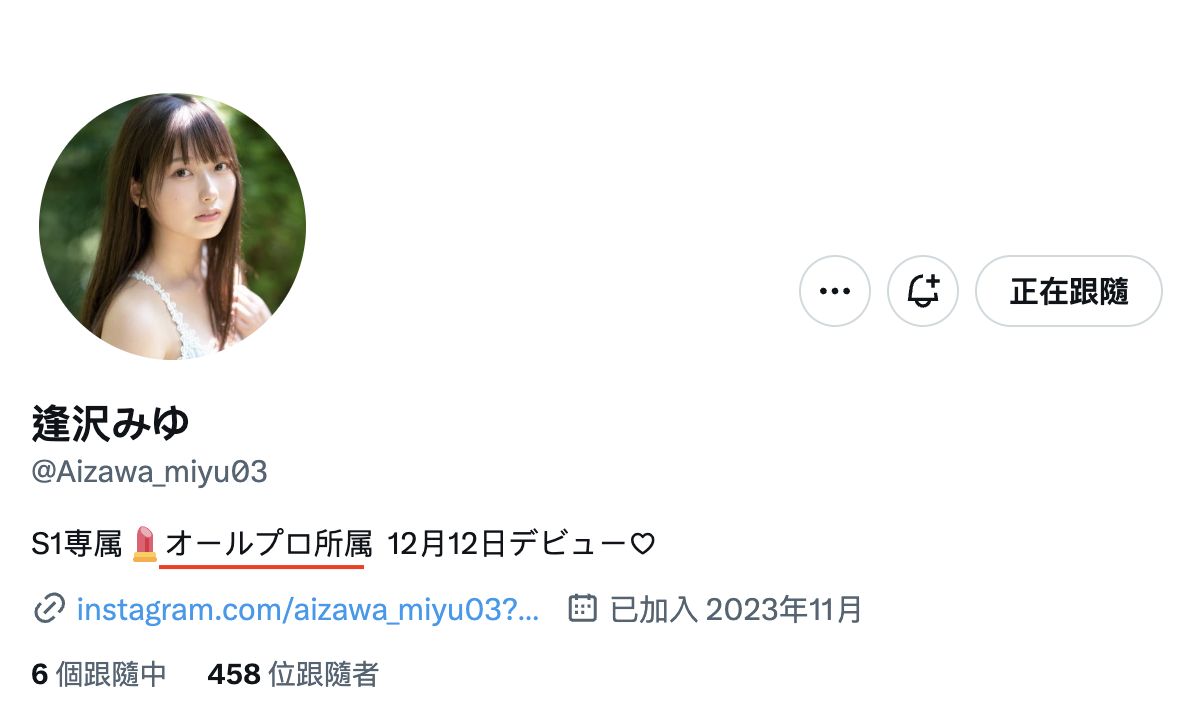 正在跟隨
逢沢みゆ
@Aizawa_miyu03
S1専属💄オールプロ所属 12月12日デビュー♡
instagram.com/aizawa_miyu03?... 已加入 2023年11月
6 個跟隨中 458 位跟隨者